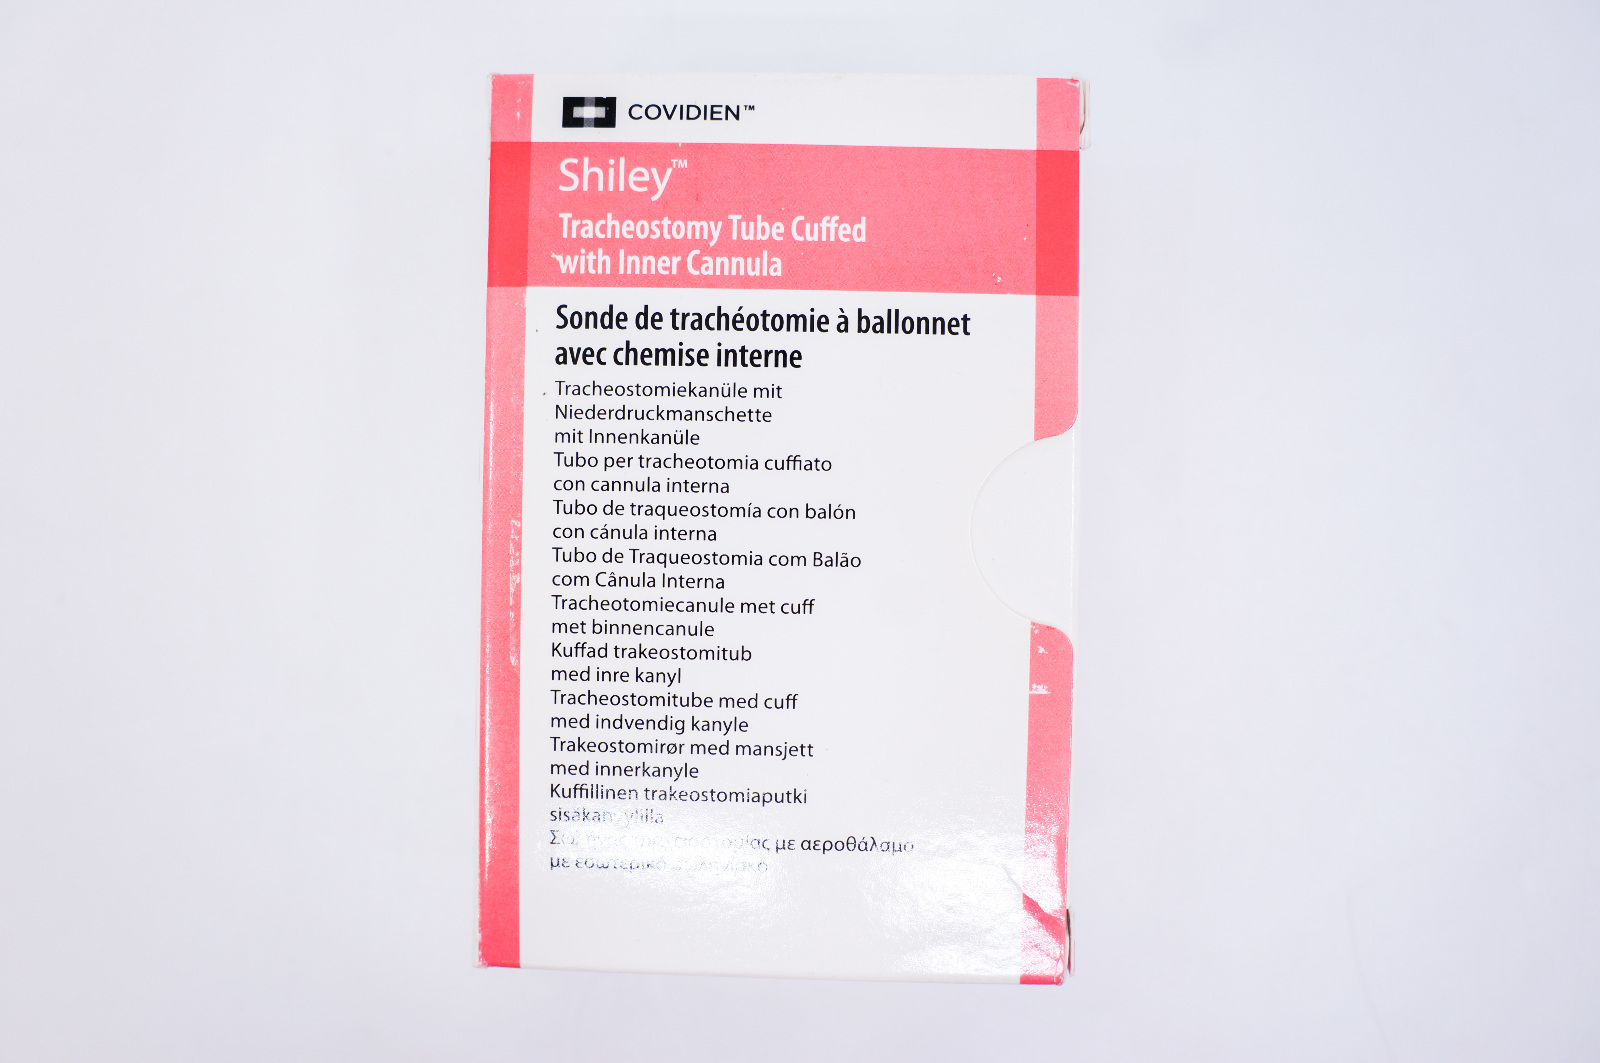 COVIDIEN™
Shiley™
Tracheostomy Tube Cuffed
with Inner Cannula
Sonde de trachéotomie à ballonnet
avec chemise interne
Tracheostomiekanüle mit
Niederdruckmanschette
mit Innenkanüle
Tubo per tracheotomia cuffiato
con cannula interna
Tubo de traqueostomía con balón
con cánula interna
Tubo de Traqueostomia com Balão
com Cânula Interna
Tracheotomiecanule met cuff
met binnencanule
Kuffad trakeostomitub
med inre kanyl
Tracheostomitube med cuff
med indvendig kanyle
Trakeostomirør med mansjett
med innerkanyle
Kuffillinen trakeostomiaputki
με αεροθάλαμο
με